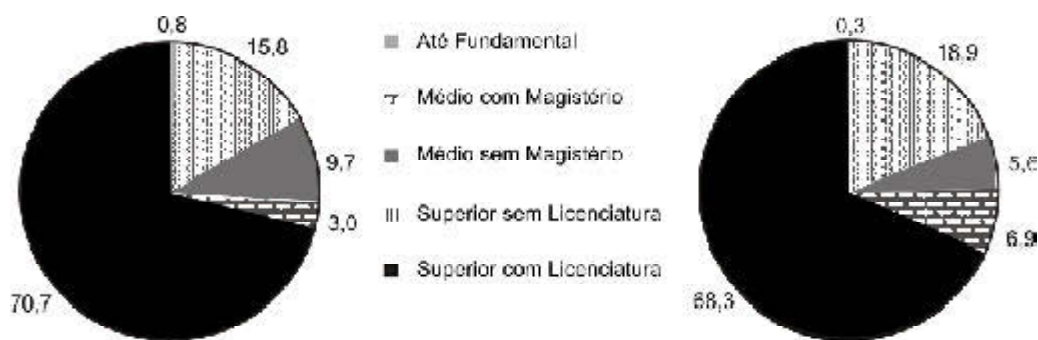 0,8
15,8
9,7
3,0
70,7
Até Fundamental
Médio com Magistério
Médio sem Magistério
Superior sem Licenciatura
Superior com Licenciatura
0,3
18,9
5,6
6,9
68,3